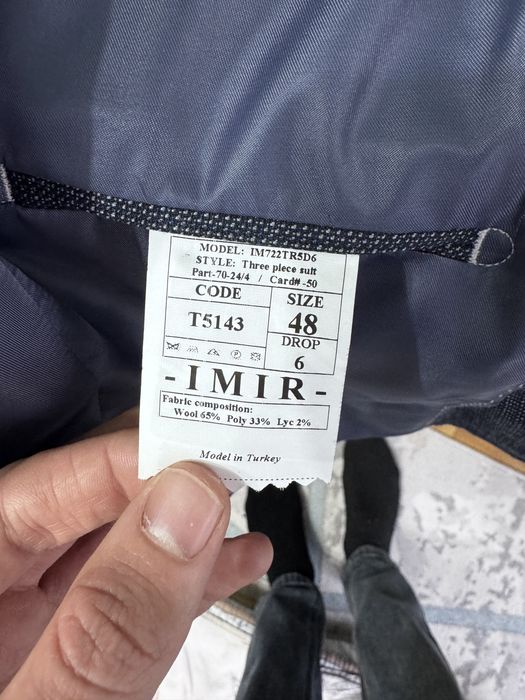 MODEL: IM722TR5D6
STYLE: Three piece suit
Part-70-24/4 / Card#-50
CODE
SIZE
T5143
48
DROP
6
-IMIR-
Fabric composition:
Wool 65% Poly 33% Lyc 2%
Model in Turkey